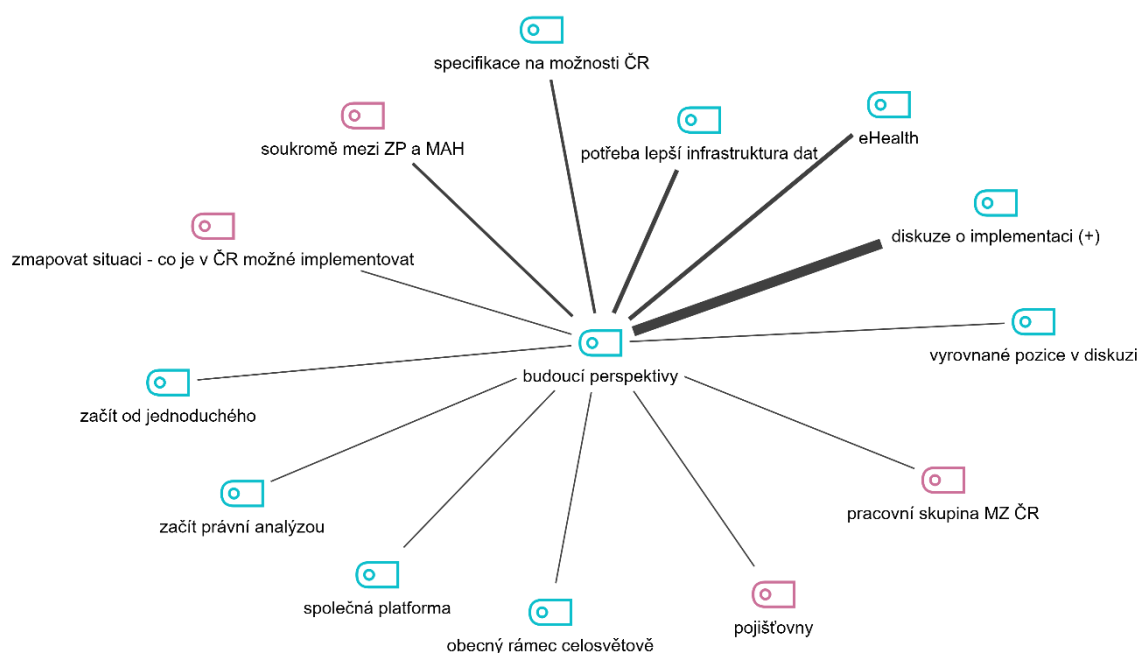 specifikace na možnosti ČR
eHealth
soukromě mezi ZP a MAH
potřeba lepší infrastruktura dat
diskuze o implementaci (+)
zmapovat situaci - co je v ČR možné implementovat
vyrovnané pozice v diskuzi
budoucí perspektivy
začít od jednoduchého
pracovní skupina MZ ČR
začít právní analýzou
společná platforma
pojišťovny
obecný rámec celosvětově